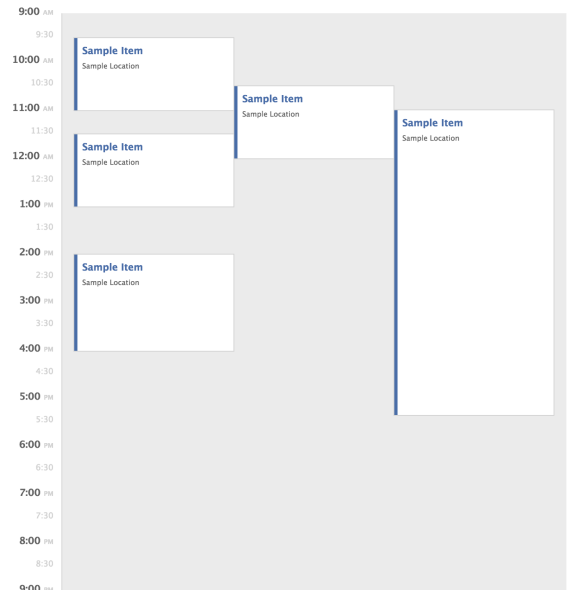 9:00 AM
9:30
10:00 AM
10:30
11:00 AM
11:30
12:00 AM
12:30
1:00 PM
1:30
2:00 PM
2:30
3:00 PM
3:30
4:00 PM
4:30
5:00 PM
5:30
6:00 PM
6:30
7:00 PM
7:30
8:00 PM
8:30
9:00 PM
Sample Item
Sample Location
Sample Item
Sample Location
Sample Item
Sample Location
Sample Item
Sample Location
Sample Item
Sample Location